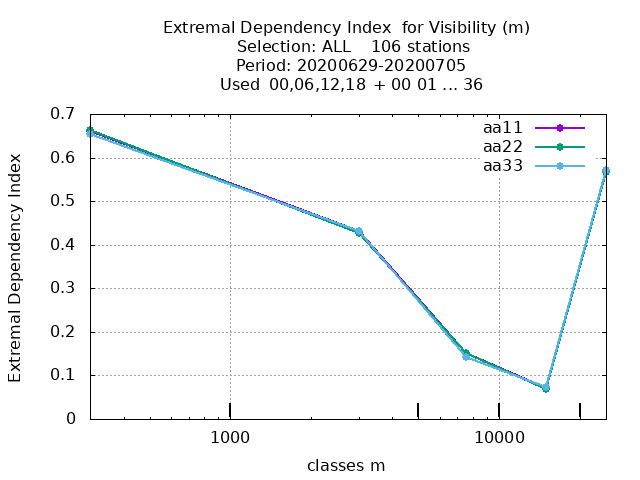 Extremal Dependency Index for Visibility (m)
Selection: ALL 106 stations
Period: 20200629-20200705
Used 00,06,12,18 + 00 01 ... 36
0.7
0.6
0.5
0.4
0.3
0.2
0.1
0
Extremal Dependency Index
aa11
aa22
aa33
1000
10000
classes m